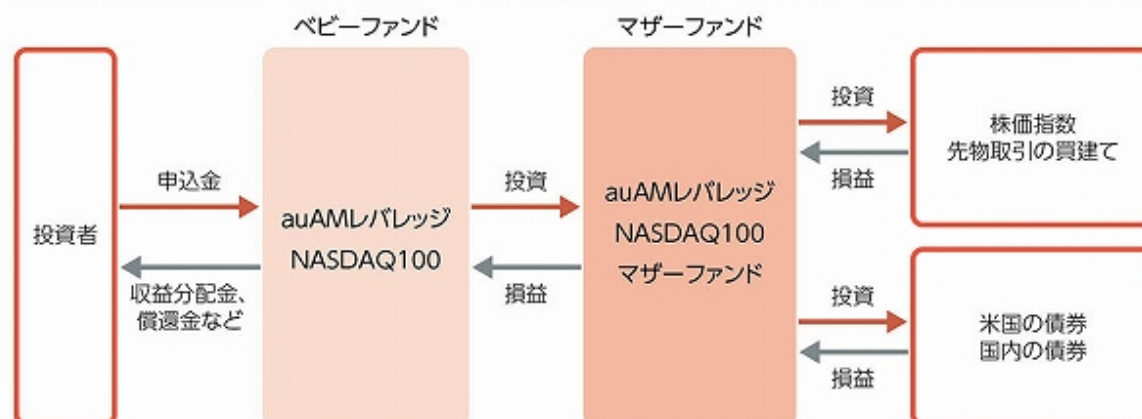 ベビーファンド
マザーファンド
投資者
申込金
収益分配金、
償還金など
auAMレバレッジ
NASDAQ100
投資
損益
auAMレバレッジ
NASDAQ100
マザーファンド
投資
損益
株価指数
先物取引の買建て
投資
損益
米国の債券
国内の債券